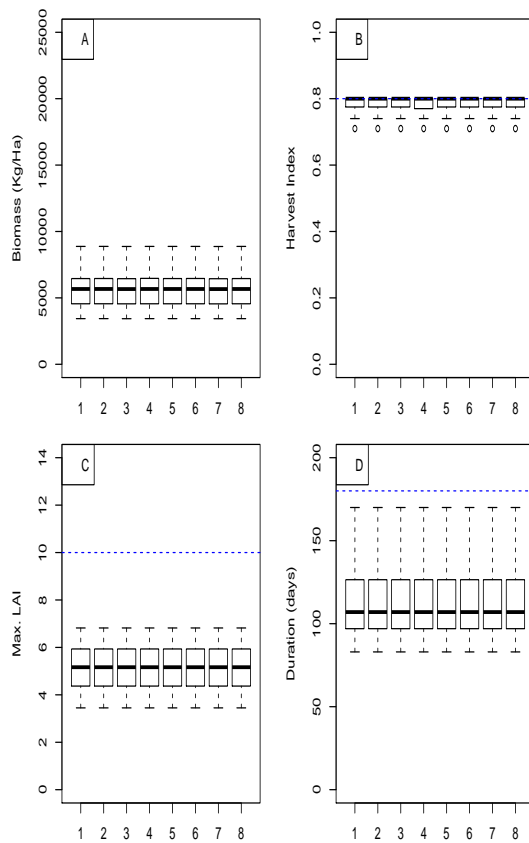 A
Biomass (Kg/Ha)
25000
20000
15000
10000
5000
0
1 2 3 4 5 6 7 8
B
Harvest Index
1.0
0.8
0.6
0.4
0.2
0.0
1 2 3 4 5 6 7 8
C
Max. LAI
14
12
10
8
6
4
2
0
1 2 3 4 5 6 7 8
D
Duration (days)
200
150
100
50
0
1 2 3 4 5 6 7 8